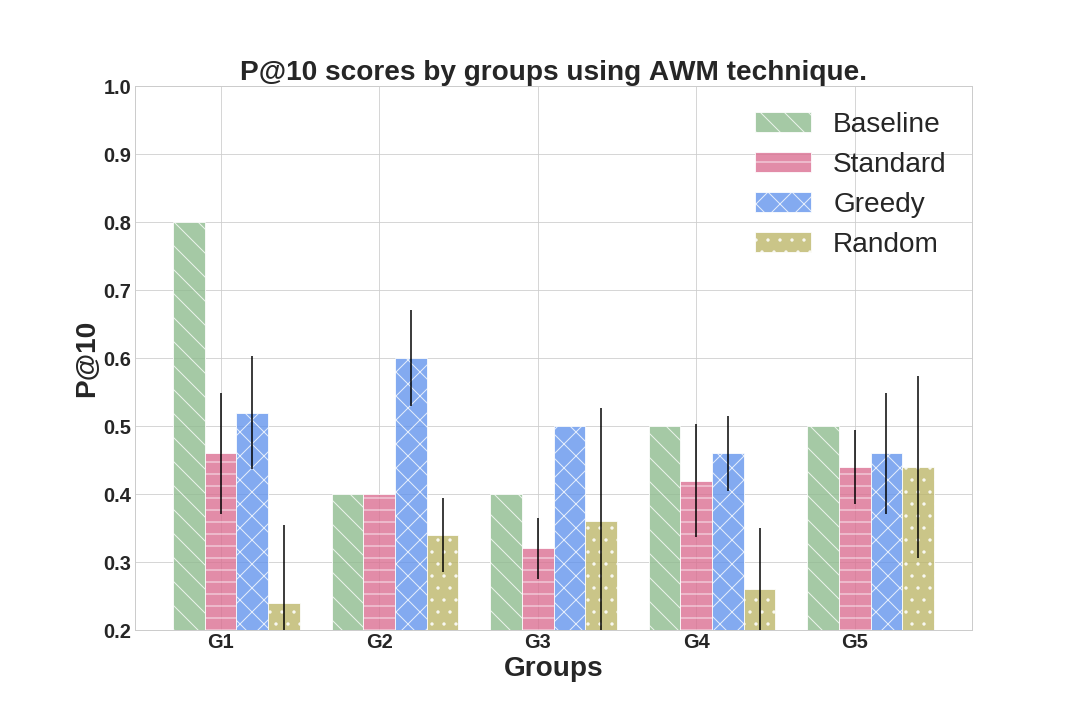 P@10 scores by groups using AWM technique.
1.0
0.9
0.8
0.7
0.6
0.5
0.4
0.3
0.2
P@10
Baseline
Standard
Greedy
Random
G1 G2 G3 G4 G5
Groups